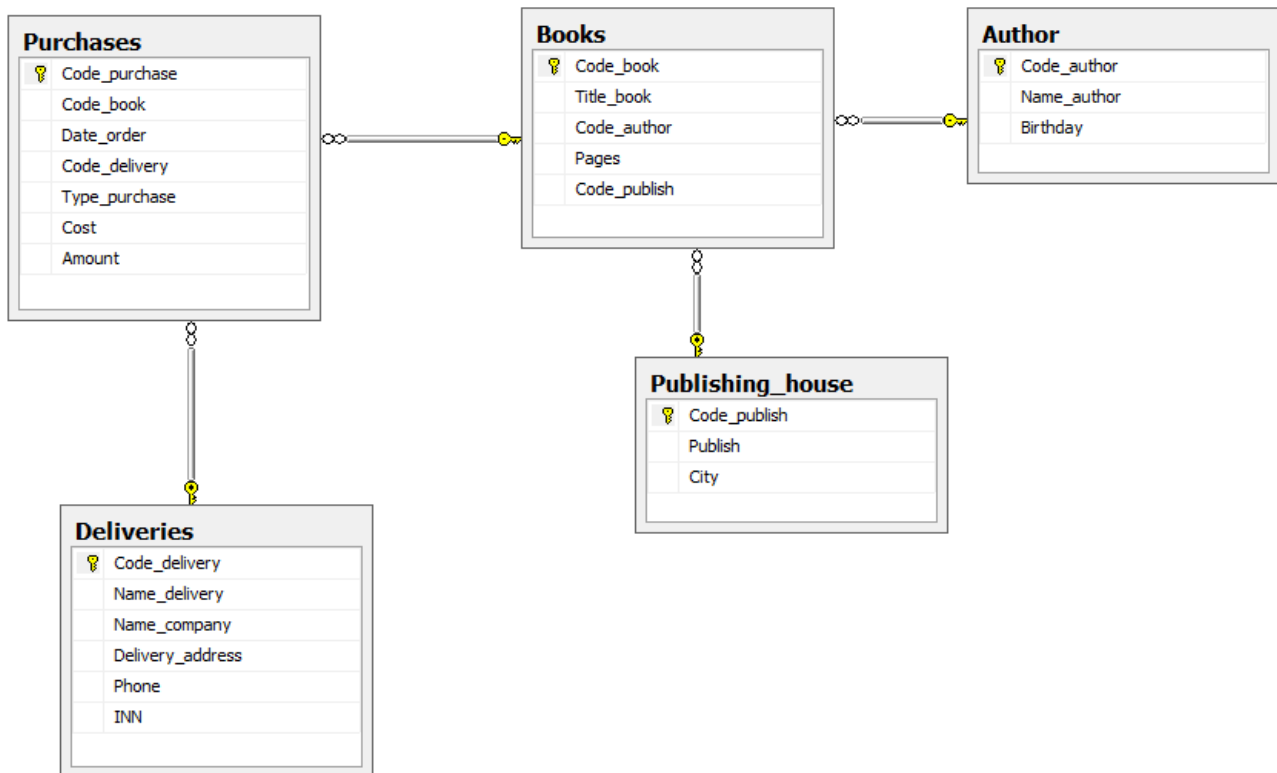 Purchases
Code_purchase
Code_book
Date_order
Code_delivery
Type_purchase
Cost
Amount
Books
Code_book
Title_book
Code_author
Pages
Code_publish
Author
Code_author
Name_author
Birthday
Publishing_house
Code_publish
Publish
City
Deliveries
Code_delivery
Name_delivery
Name_company
Delivery_address
Phone
INN